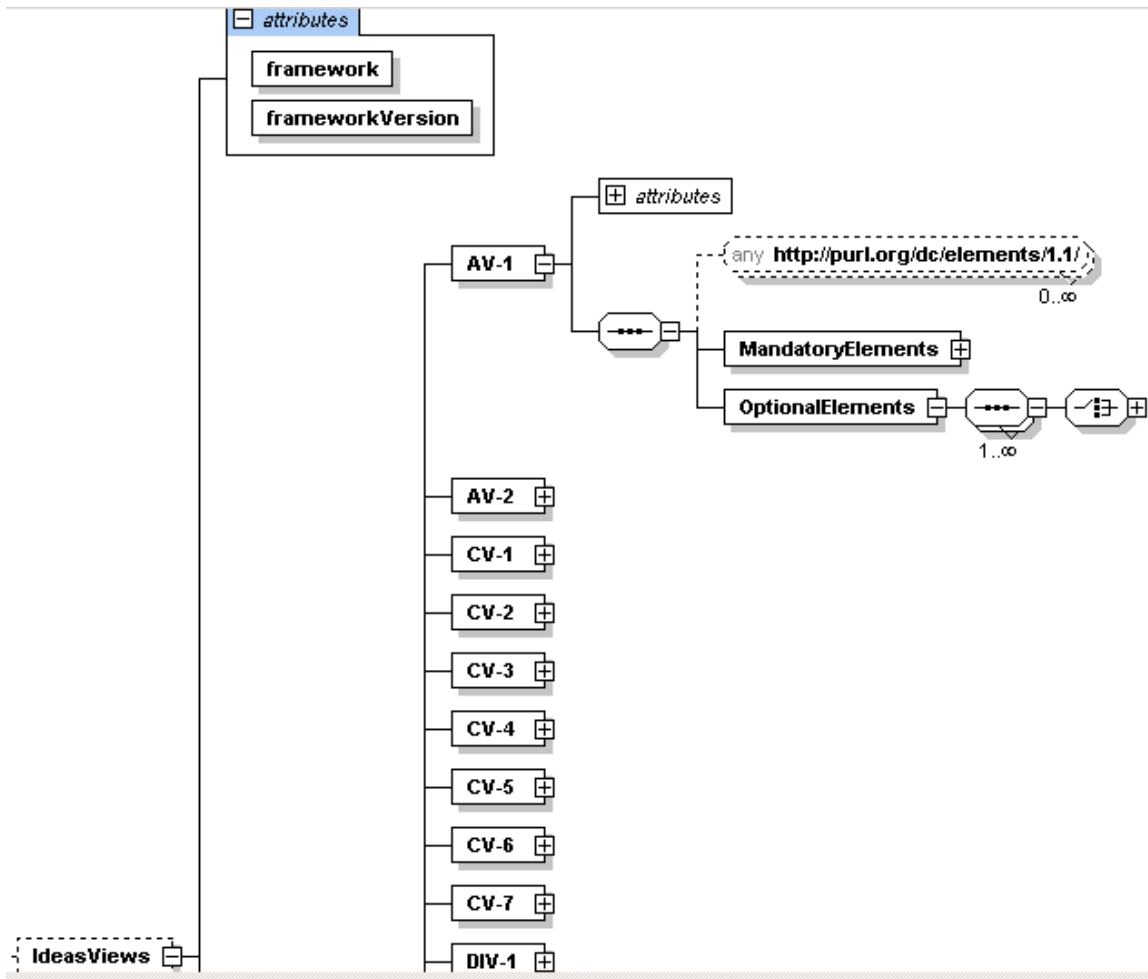 attributes
framework
frameworkVersion
attributes
AV-1
any http://purl.org/dc/elements/1.1/
0..∞
MandatoryElements
OptionalElements
1..∞
AV-2
CV-1
CV-2
CV-3
CV-4
CV-5
CV-6
CV-7
IdeasViews
DIV-1